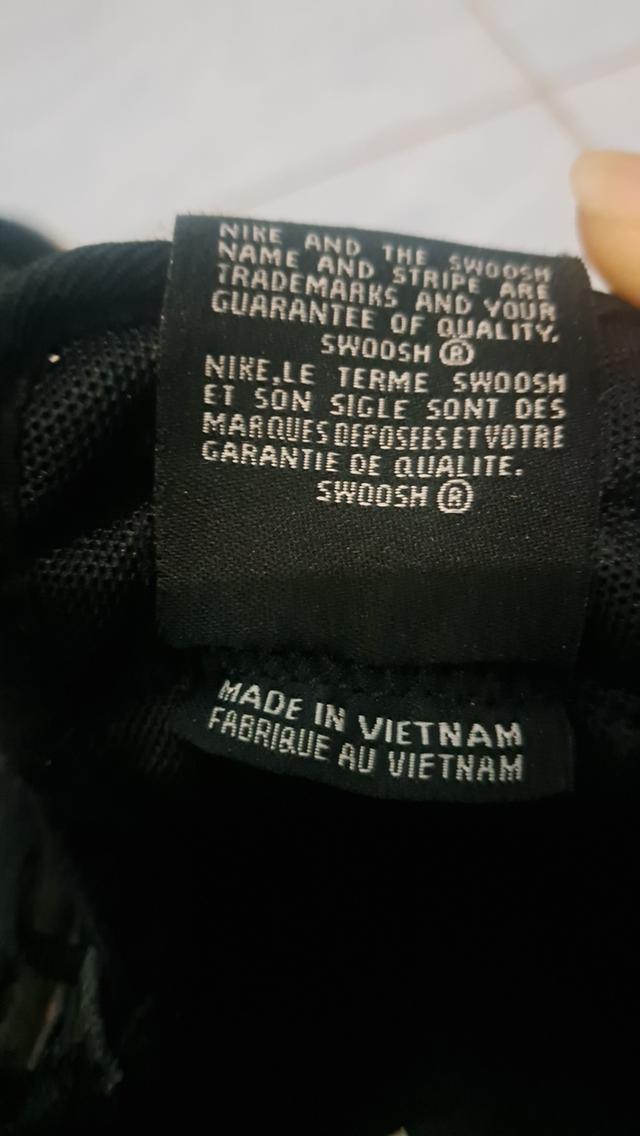 NIKE AND THE SWOOSH
NAME AND STRIPE ARE
TRADEMARKS AND YOUR
GUARANTEE OF QUALITY.
SWOOSH ®
NIKE,LE TERME SWOOSH
ET SON SIGLE SONT DES
MARQUES DEPOSEES ET VOTRE
GARANTIE DE QUALITE.
SWOOSH ®
MADE IN VIETNAM
FABRIQUE AU VIETNAM